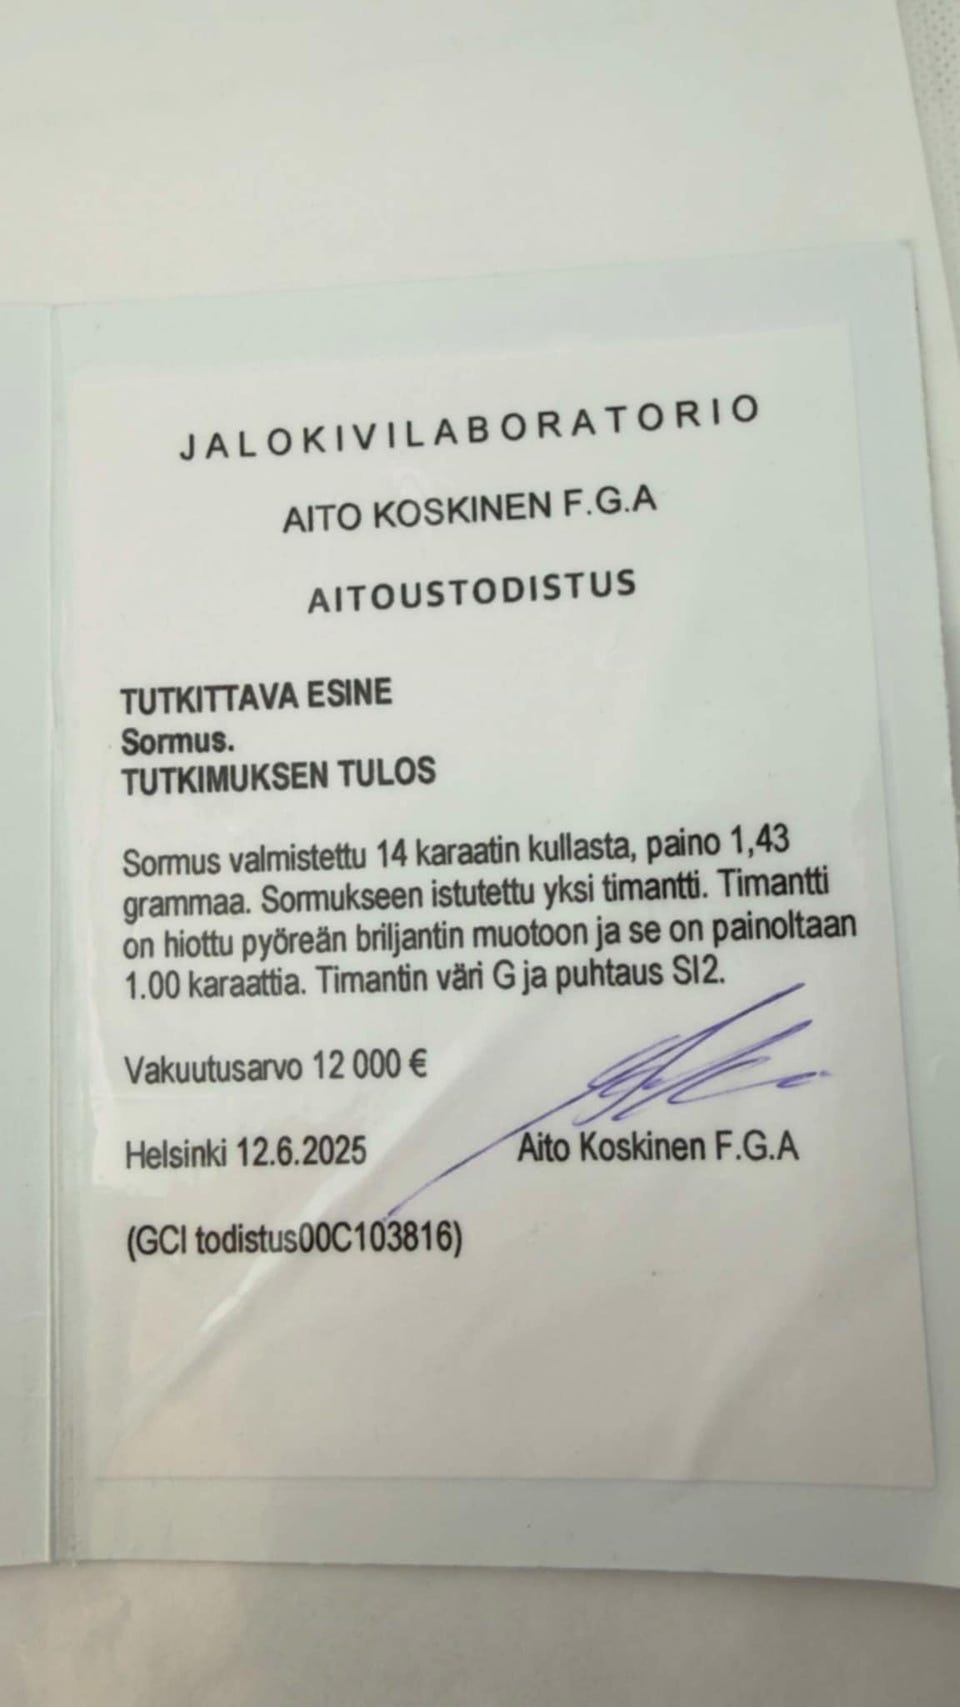 JALOKIVILABORATORIO
AITO KOSKINEN F.G.A
AITOUSTODISTUS
TUTKITTAVA ESINE
Sormus.
TUTKIMUKSEN TULOS
Sormus valmistettu 14 karaatin kullasta, paino 1,43
grammaa. Sormukseen istutettu yksi timantti. Timantti
on hiottu pyöreän briljantin muotoon ja se on painoltaan
1.00 karaattia. Timantin väri G ja puhtaus SI2.
Vakuutusarvo 12 000 €
Helsinki 12.6.2025 Aito Koskinen F.G.A
(GCI todistus00C103816)